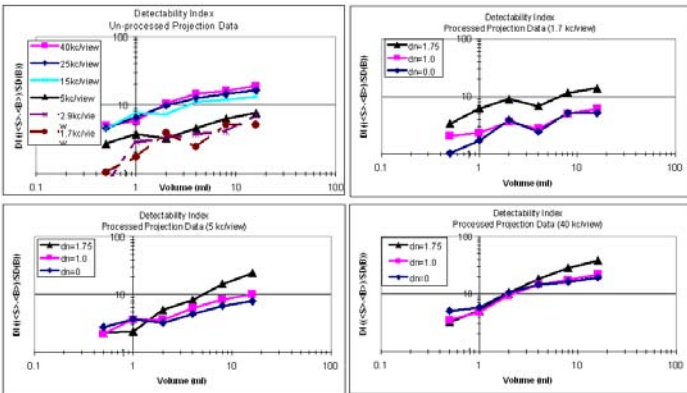 Detectability Index
Un-processed Projection Data
40kc/view
25kc/view
15kc/view
5kc/view
*2.9kc/vie
w
*1.7kc/vie
w
100
10
0.1
1
10
100
Volume (ml)
DI ((<S>-<B>)/SD(B))
Detectability Index
Processed Projection Data (1.7 kc/view)
dn=1.75
dn=1.0
dn=0.0
100
10
1
0.1
1
10
100
Volume (ml)
DI ((<S>-<B>)/SD(B))
Detectability Index
Processed Projection Data (5 kc/view)
dn=1.75
dn=1.0
dn=0
100
10
1
0.1
1
10
100
Volume (ml)
DI ((<S>-<B>)/SD(B))
Detectability Index
Processed Projection Data (40 kc/view)
dn=1.75
dn=1.0
dn=0
100
10
1
0.1
1
10
100
Volume (ml)
DI ((<S>-<B>)/SD(B))